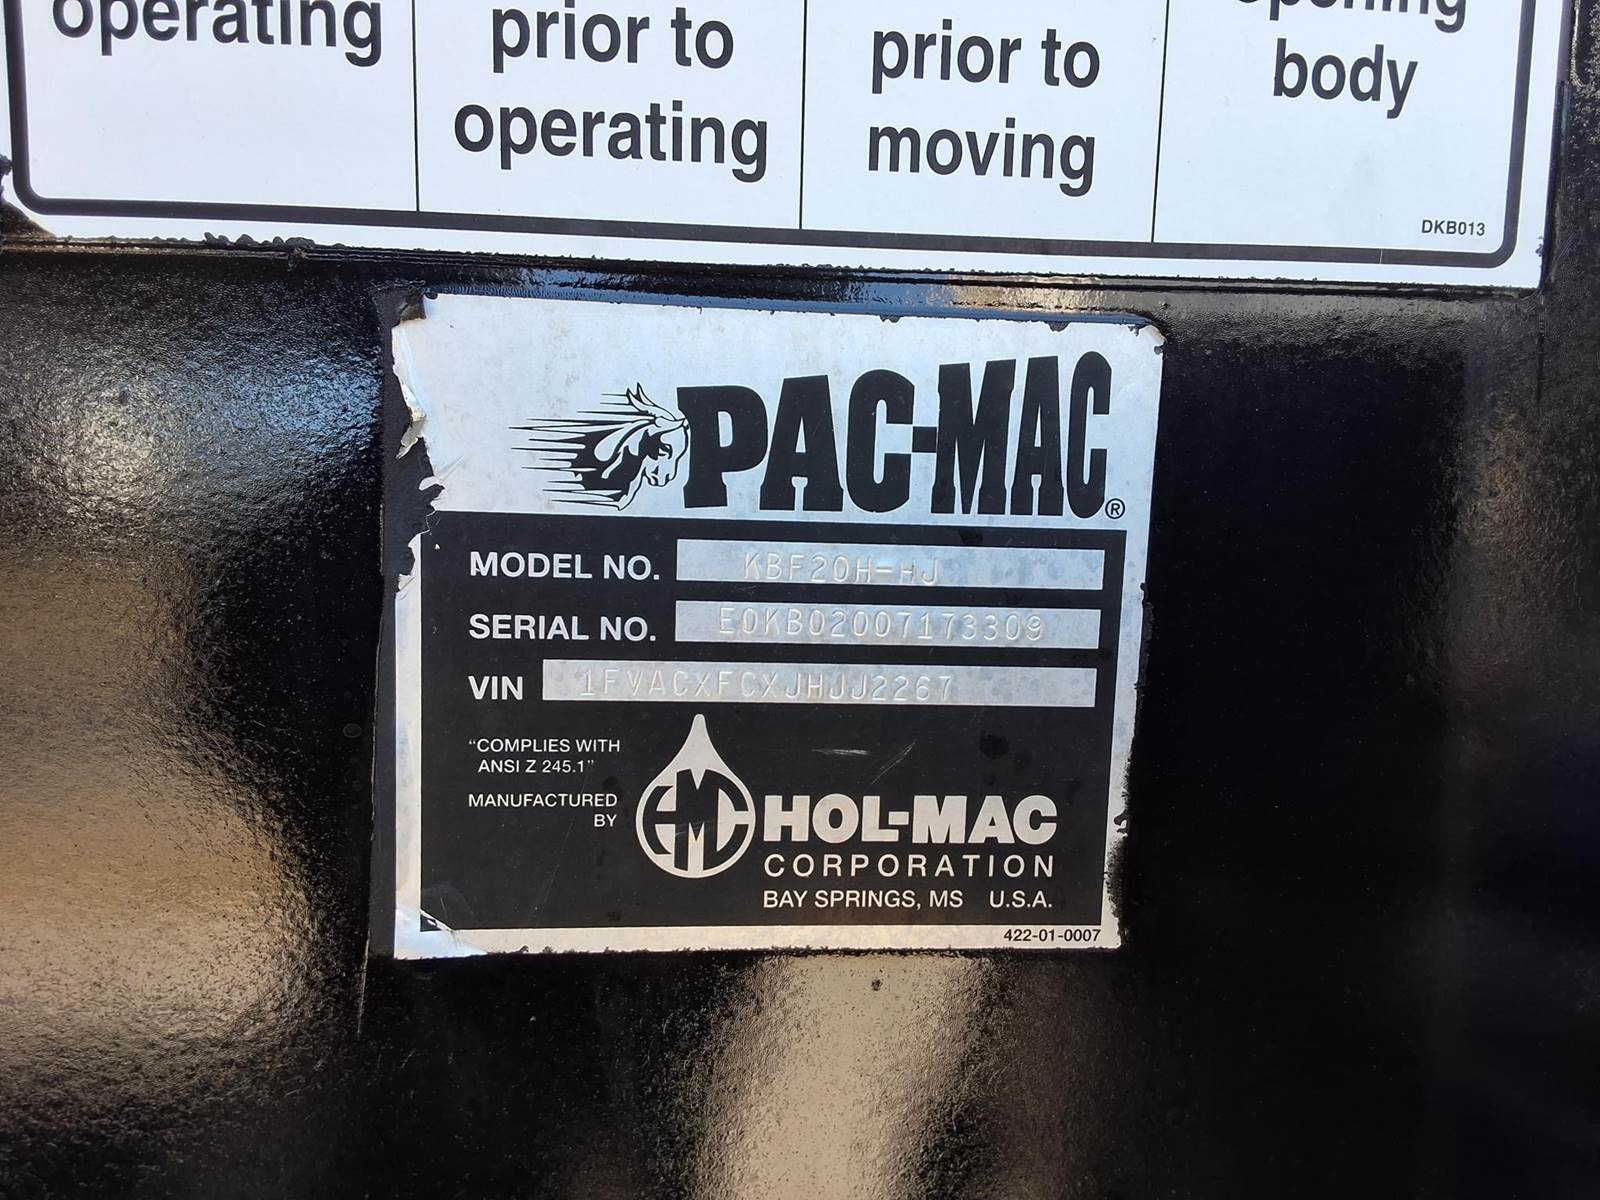 operating
prior to
operating
prior to
moving
opening
body
DKB013
PAC-MAC®
MODEL NO. KBF20H-HJ
SERIAL NO. E0KB02007173309
VIN 1FVACXFCXJHJJ2267
"COMPLIES WITH
ANSI Z 245.1"
MANUFACTURED
BY
HMC
HOL-MAC
CORPORATION
BAY SPRINGS, MS U.S.A.
422-01-0007